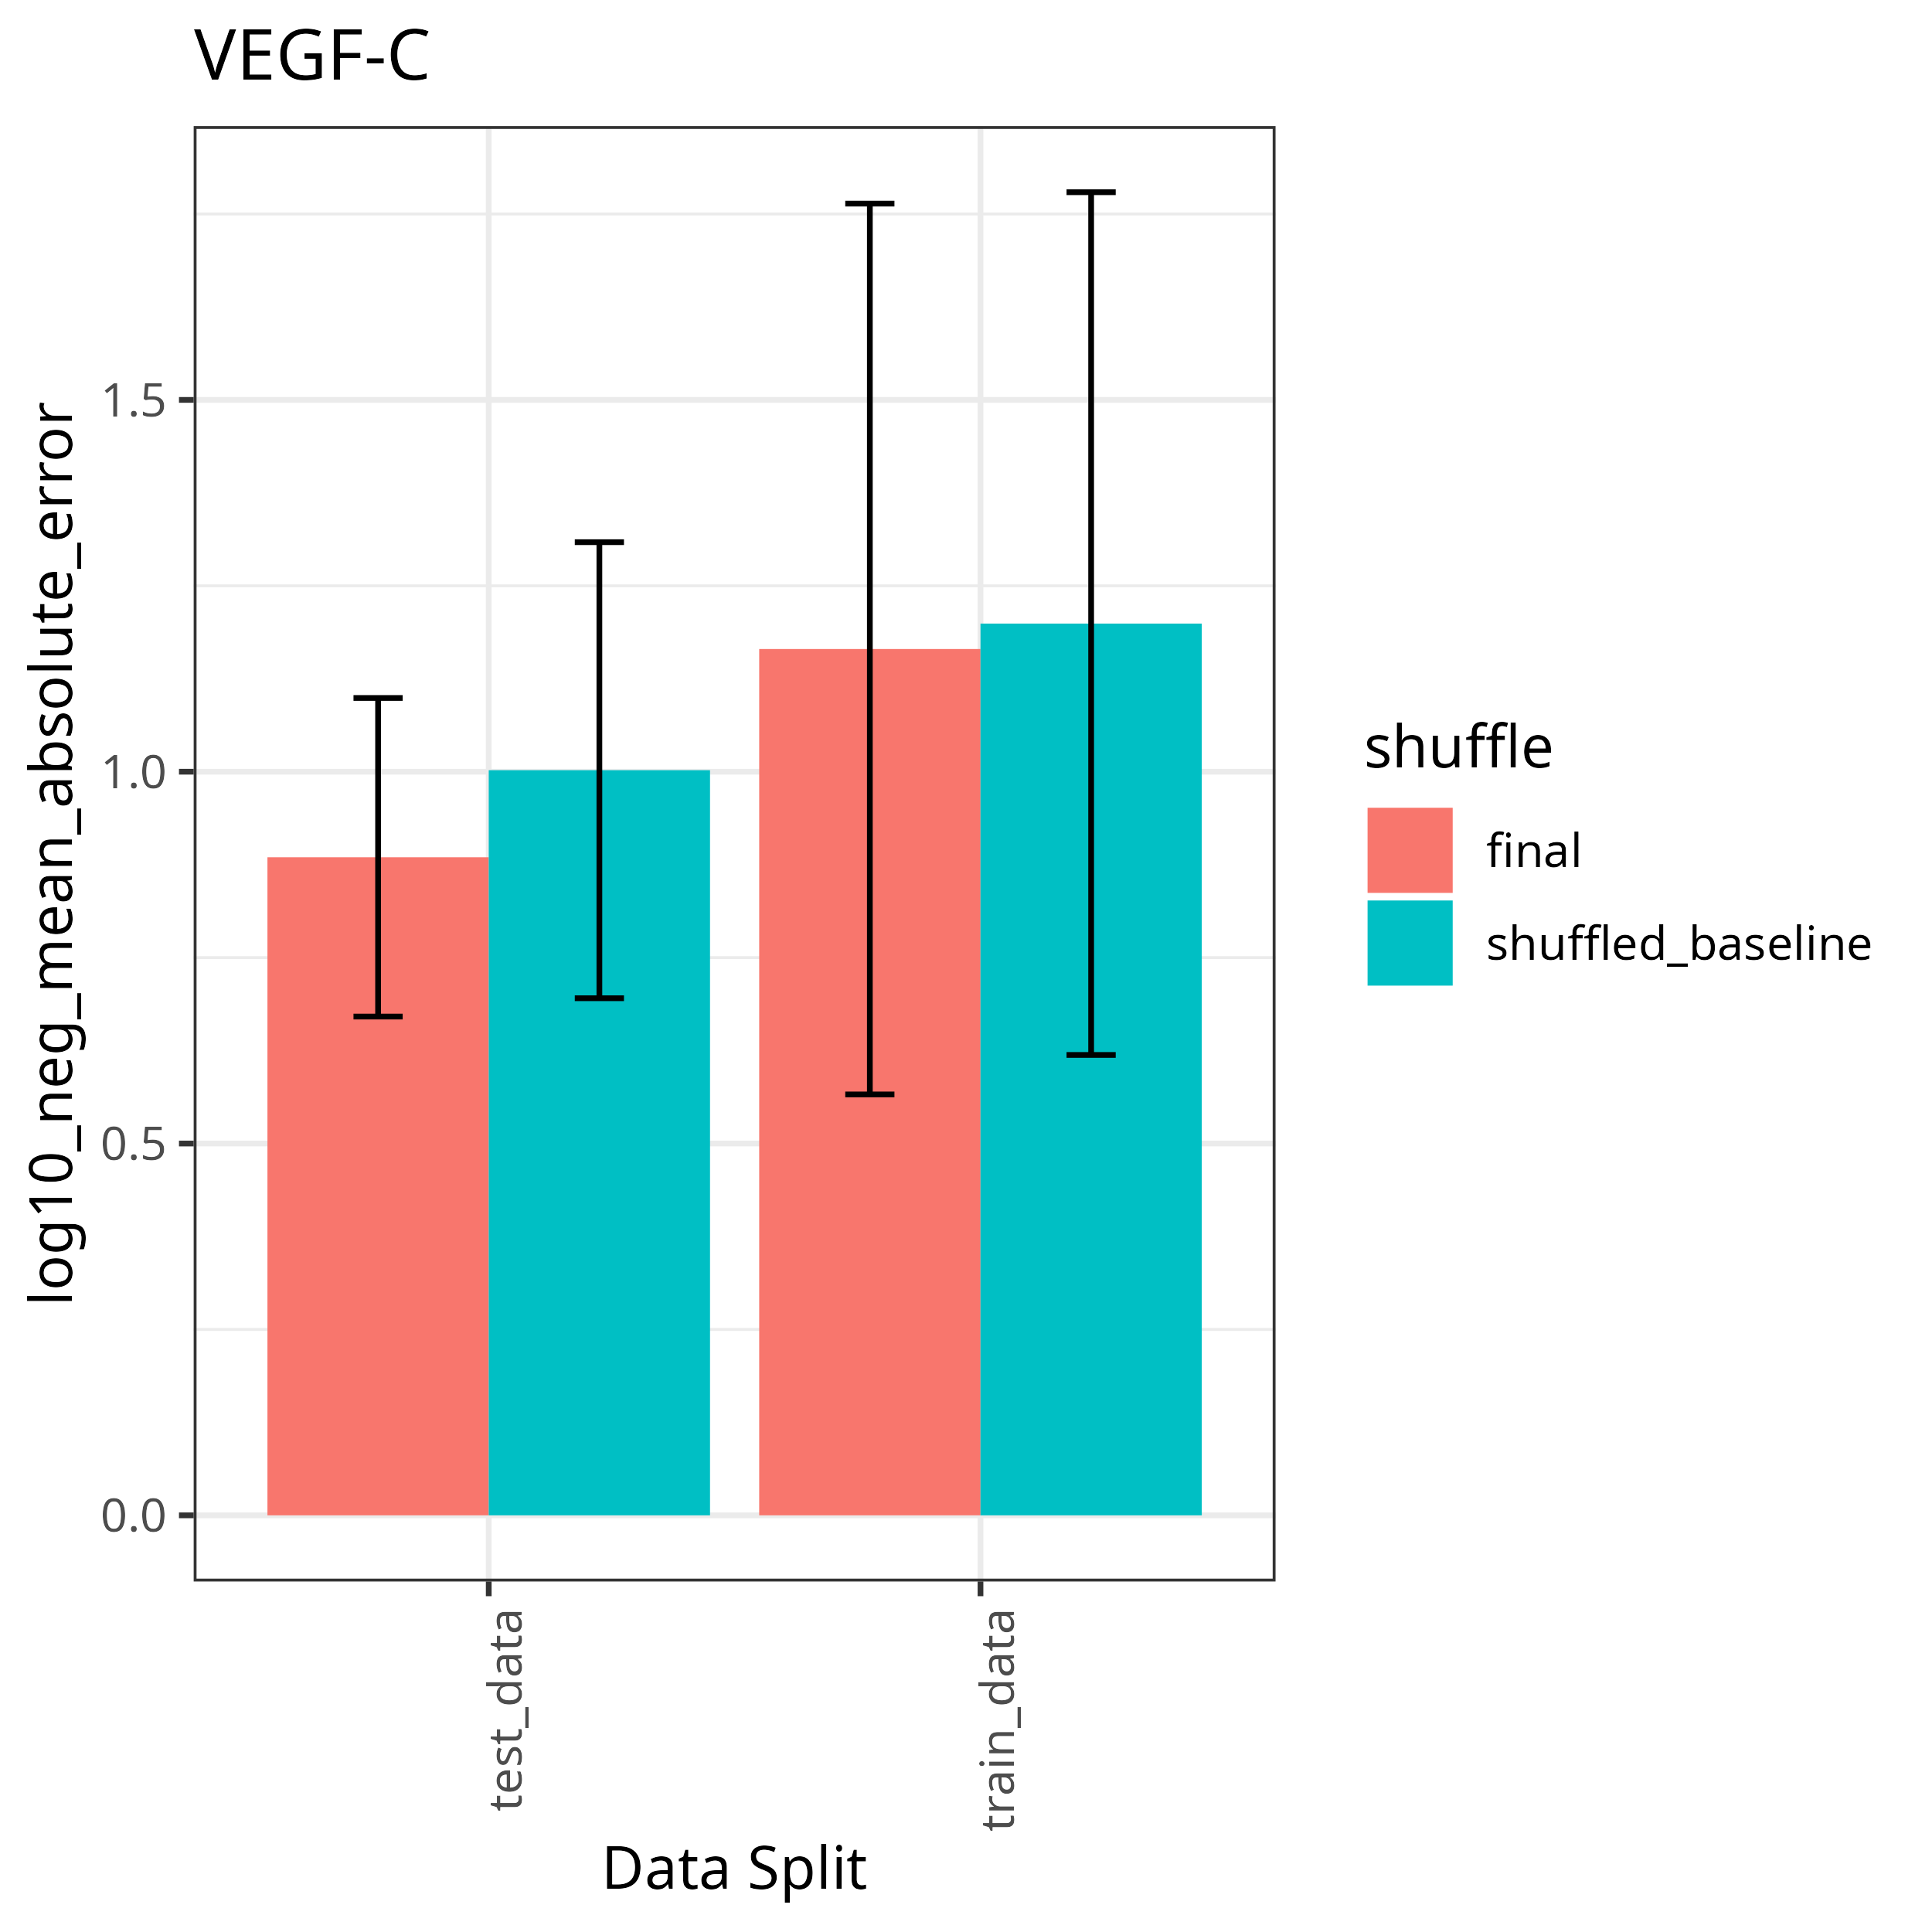 VEGF-C
log10_neg_mean_absolute_error
1.5
1.0
0.5
0.0
test_data
train_data
Data Split
shuffle
final
shuffled_baseline